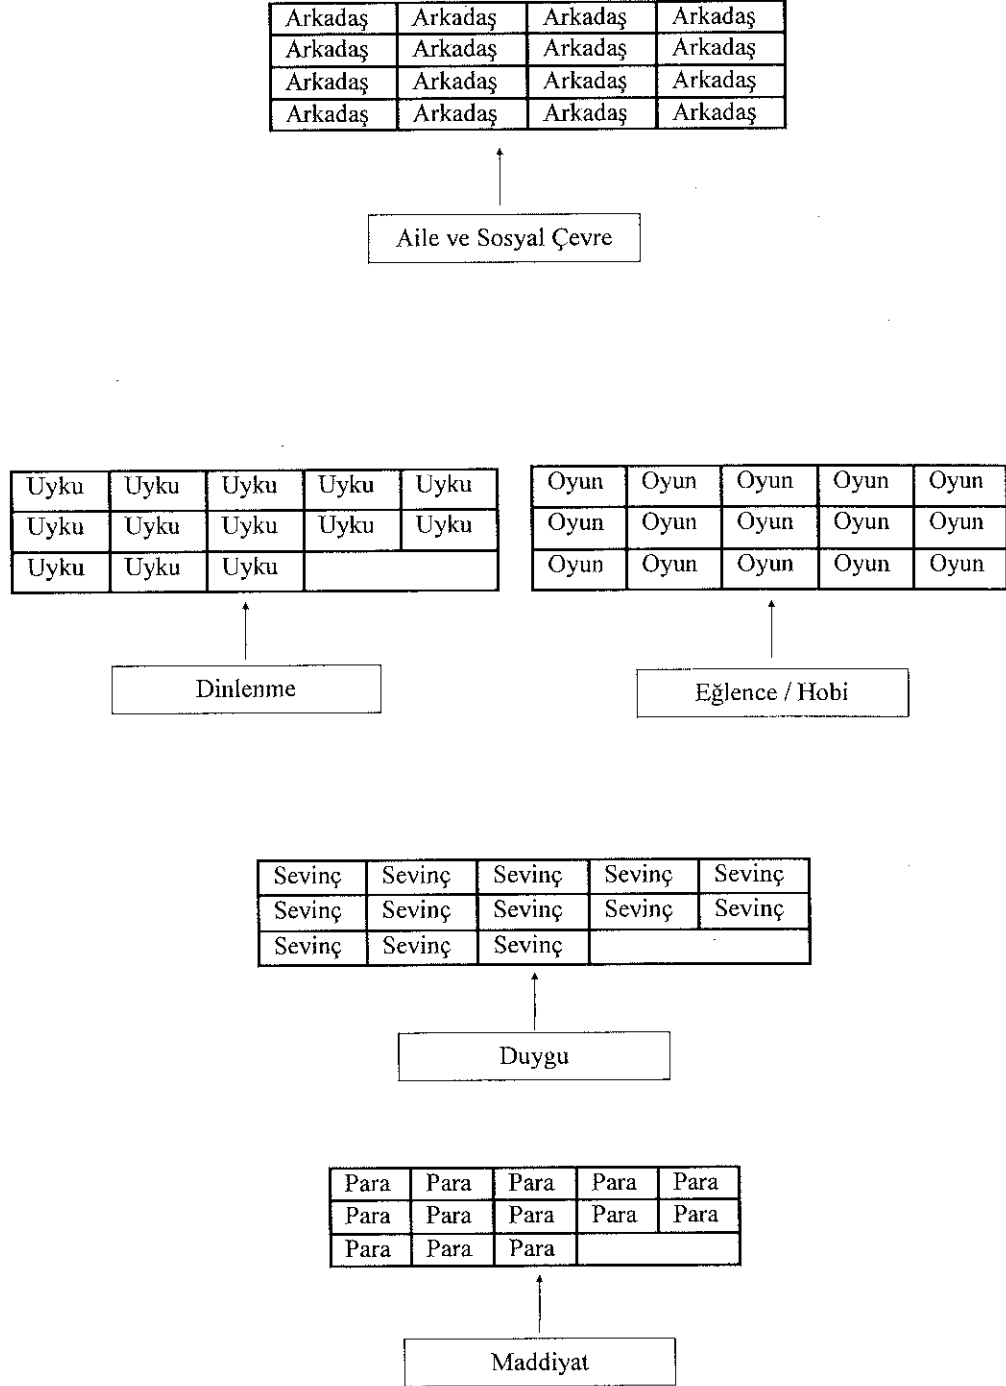 Arkadaş Arkadaş Arkadaş Arkadaş
Arkadaş Arkadaş Arkadaş Arkadaş
Arkadaş Arkadaş Arkadaş Arkadaş
Arkadaş Arkadaş Arkadaş Arkadaş
Aile ve Sosyal Çevre
Uyku Uyku Uyku Uyku Uyku
Uyku Uyku Uyku Uyku Uyku
Uyku Uyku Uyku
Dinlenme
Oyun Oyun Oyun Oyun Oyun
Oyun Oyun Oyun Oyun Oyun
Oyun Oyun Oyun Oyun Oyun
Eğlence / Hobi
Sevinç Sevinç Sevinç Sevinç Sevinç
Sevinç Sevinç Sevinç Sevinç Sevinç
Sevinç Sevinç Sevinç
Duygu
Para Para Para Para Para
Para Para Para Para Para
Para Para Para
Maddiyat